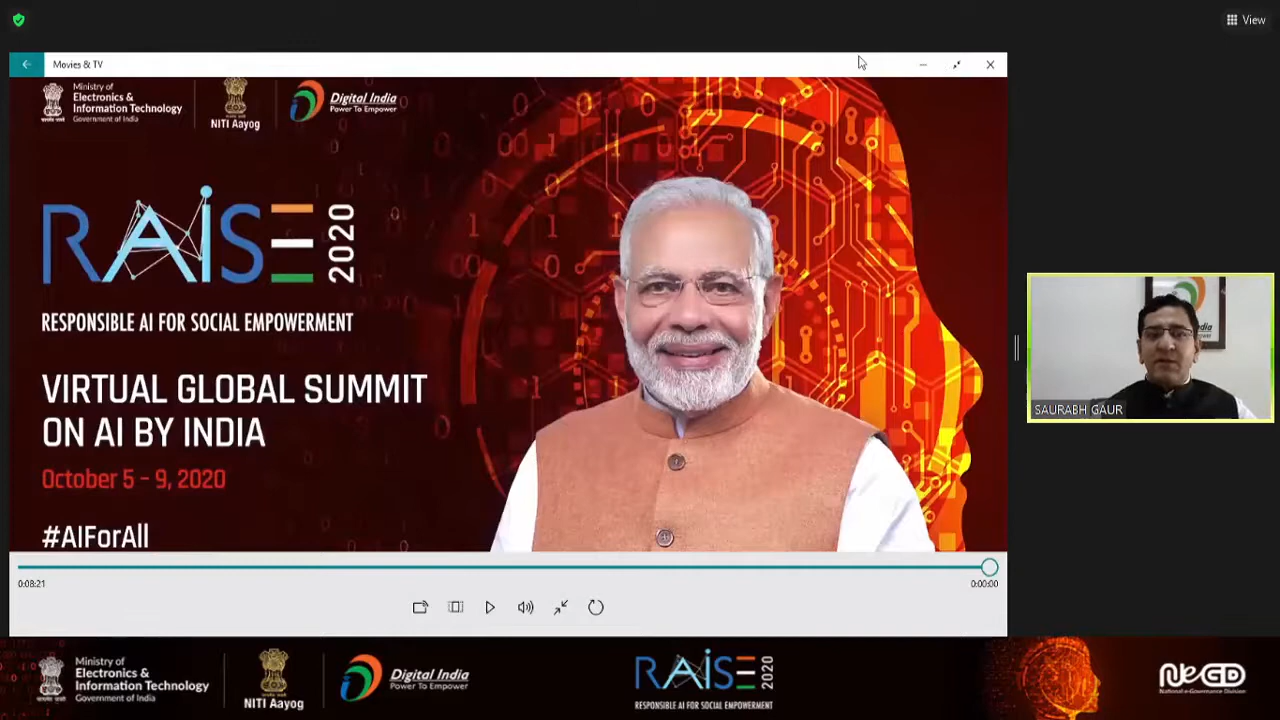 View
Movies & TV
Ministry of
Electronics &
Information Technology
Government of India
NITI Aayog
Digital India
Power To Empower
RAiSE 2020
RESPONSIBLE AI FOR SOCIAL EMPOWERMENT
VIRTUAL GLOBAL SUMMIT
ON AI BY INDIA
October 5 – 9, 2020
#AIForAll
0:08:21
0:00:00
SAURABH GAUR
Ministry of
Electronics &
Information Technology
Government of India
NITI Aayog
Digital India
Power To Empower
RAiSE 2020
RESPONSIBLE AI FOR SOCIAL EMPOWERMENT
NeGD
National e-Governance Division